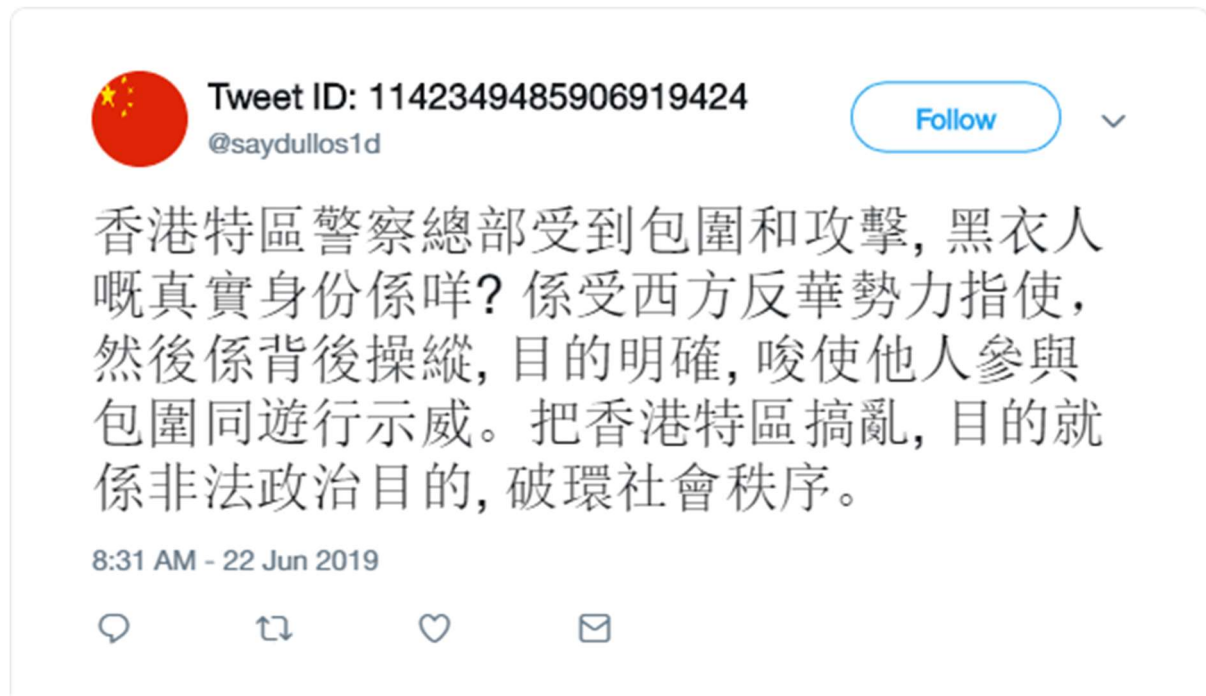 Tweet ID: 1142349485906919424
@saydullos1d
Follow
香港特區警察總部受到包圍和攻擊, 黑衣人
嘅真實身份係咩? 係受西方反華勢力指使，
然後係背後操縱, 目的明確, 唆使他人參與
包圍同遊行示威。把香港特區搞亂, 目的就
係非法政治目的, 破環社會秩序。
8:31 AM - 22 Jun 2019